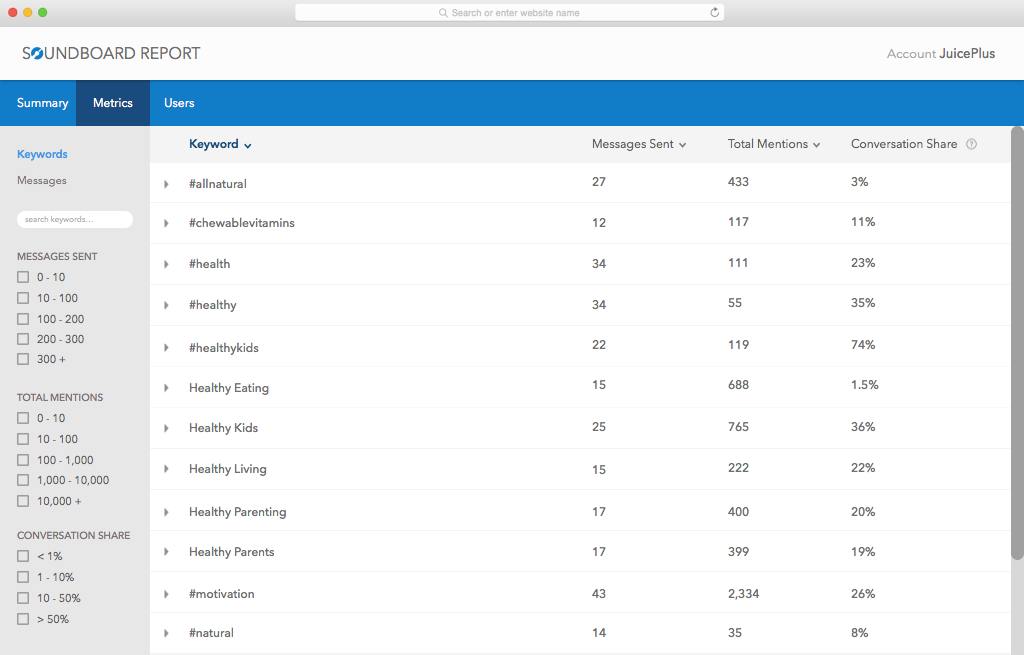 Search or enter website name
SOUNDBOARD REPORT
Account JuicePlus
Summary Metrics Users
Keywords
Messages
search keywords...
MESSAGES SENT
0 - 10
10 - 100
100 - 200
200 - 300
300 +
TOTAL MENTIONS
0 - 10
10 - 100
100 - 1,000
1,000 - 10,000
10,000 +
CONVERSATION SHARE
< 1%
1 - 10%
10 - 50%
> 50%
Keyword Messages Sent Total Mentions Conversation Share ?
#allnatural 27 433 3%
#chewablevitamins 12 117 11%
#health 34 111 23%
#healthy 34 55 35%
#healthykids 22 119 74%
Healthy Eating 15 688 1.5%
Healthy Kids 25 765 36%
Healthy Living 15 222 22%
Healthy Parenting 17 400 20%
Healthy Parents 17 399 19%
#motivation 43 2,334 26%
#natural 14 35 8%